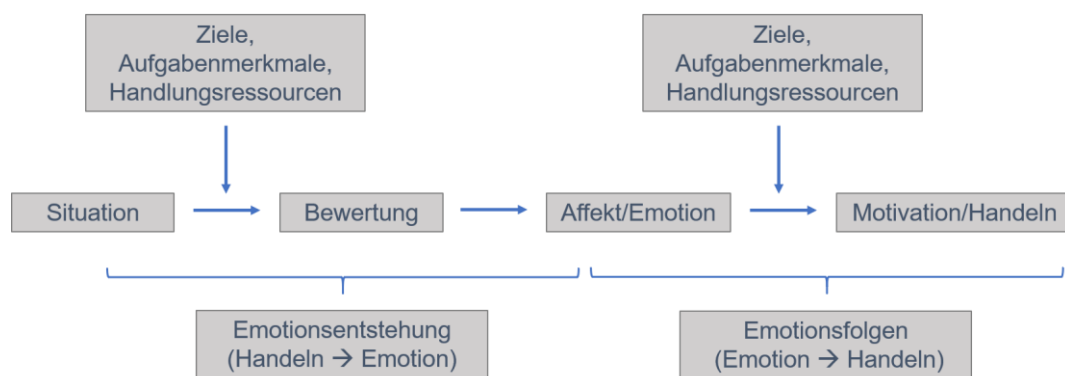 Ziele,
Aufgabenmerkmale,
Handlungsressourcen
Ziele,
Aufgabenmerkmale,
Handlungsressourcen
Situation
Bewertung
Affekt/Emotion
Motivation/Handeln
Emotionsentstehung
(Handeln → Emotion)
Emotionsfolgen
(Emotion → Handeln)